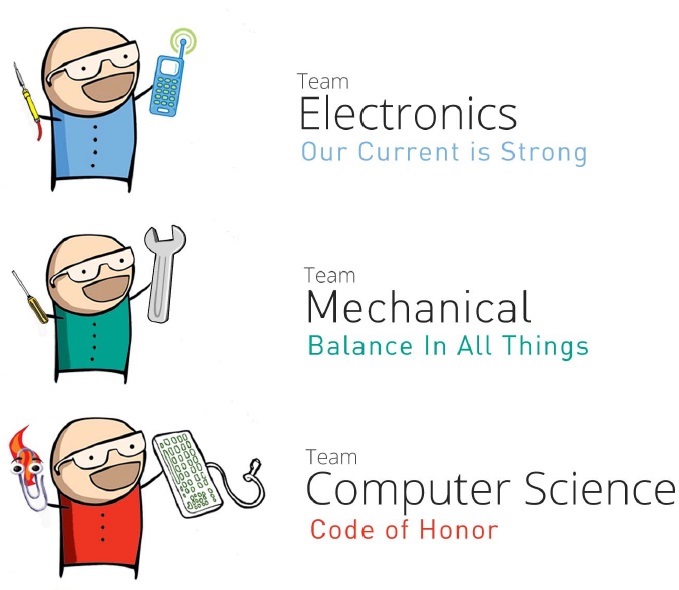 Team
Electronics
Our Current is Strong
Team
Mechanical
Balance In All Things
Team
Computer Science
Code of Honor